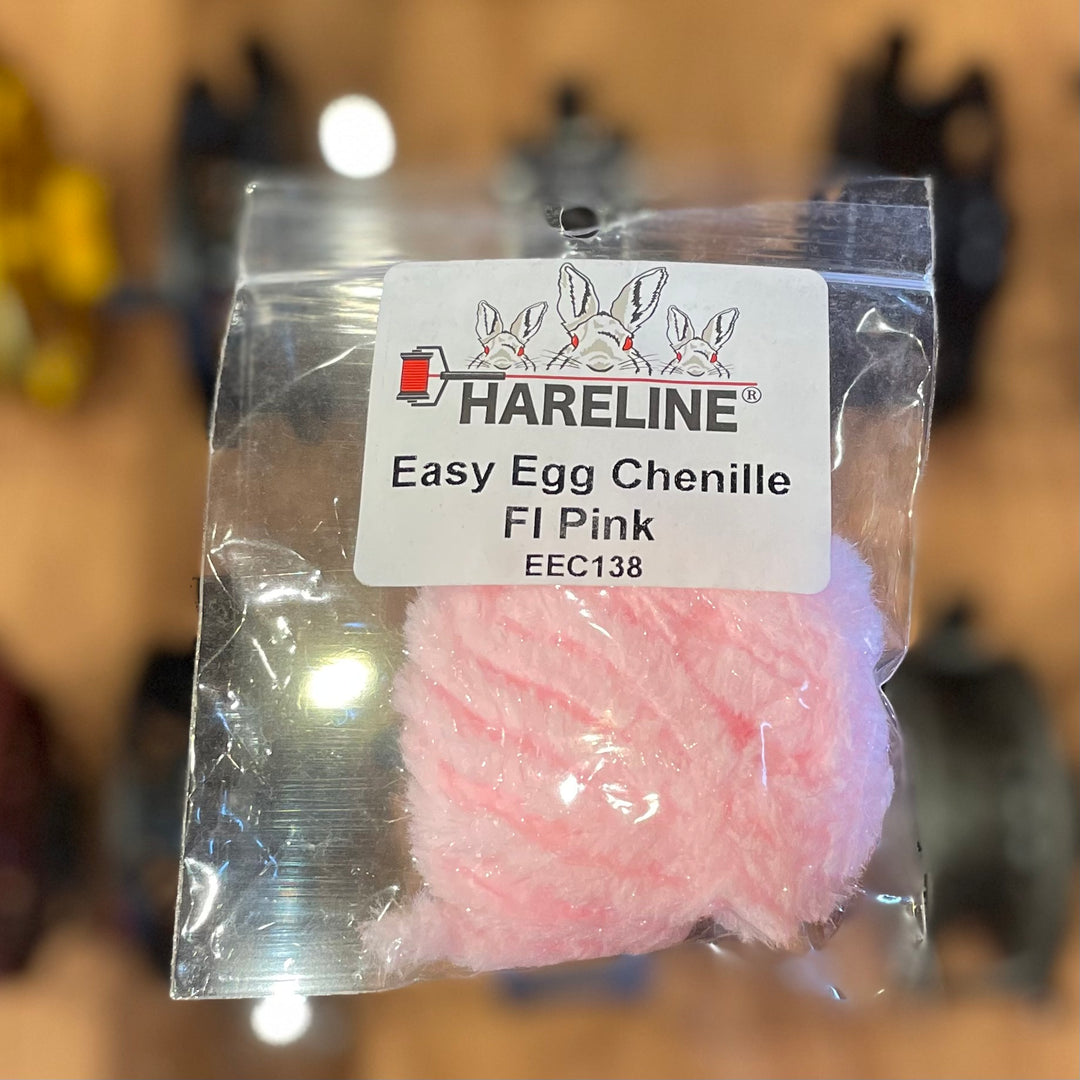 HARELINE®
Easy Egg Chenille
Fl Pink
EEC138